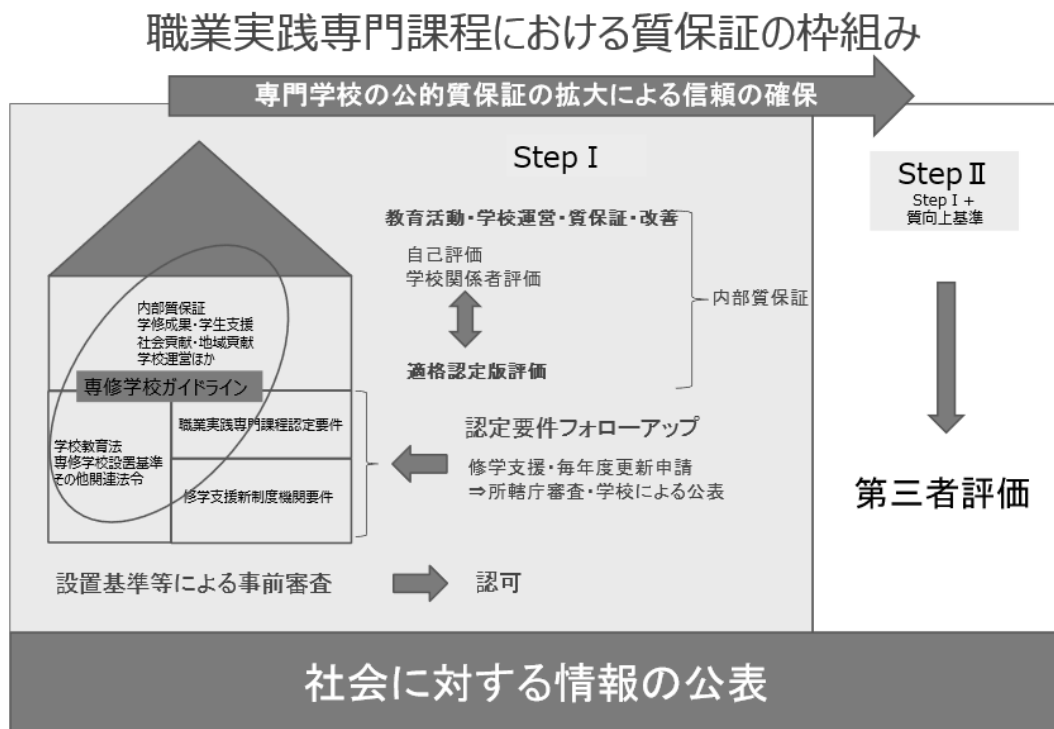 職業実践専門課程における質保証の枠組み
専門学校の公的質保証の拡大による信頼の確保
Step Ⅰ
教育活動・学校運営・質保証・改善
自己評価
学校関係者評価
適格認定版評価
内部質保証
内部質保証
学修成果・学生支援
社会貢献・地域貢献
学校運営ほか
専修学校ガイドライン
学校教育法
専修学校設置基準
その他関連法令
職業実践専門課程認定要件
修学支援新制度機関要件
認定要件フォローアップ
修学支援・毎年度更新申請
⇒所轄庁審査・学校による公表
設置基準等による事前審査
認可
Step Ⅱ
Step Ⅰ +
質向上基準
第三者評価
社会に対する情報の公表